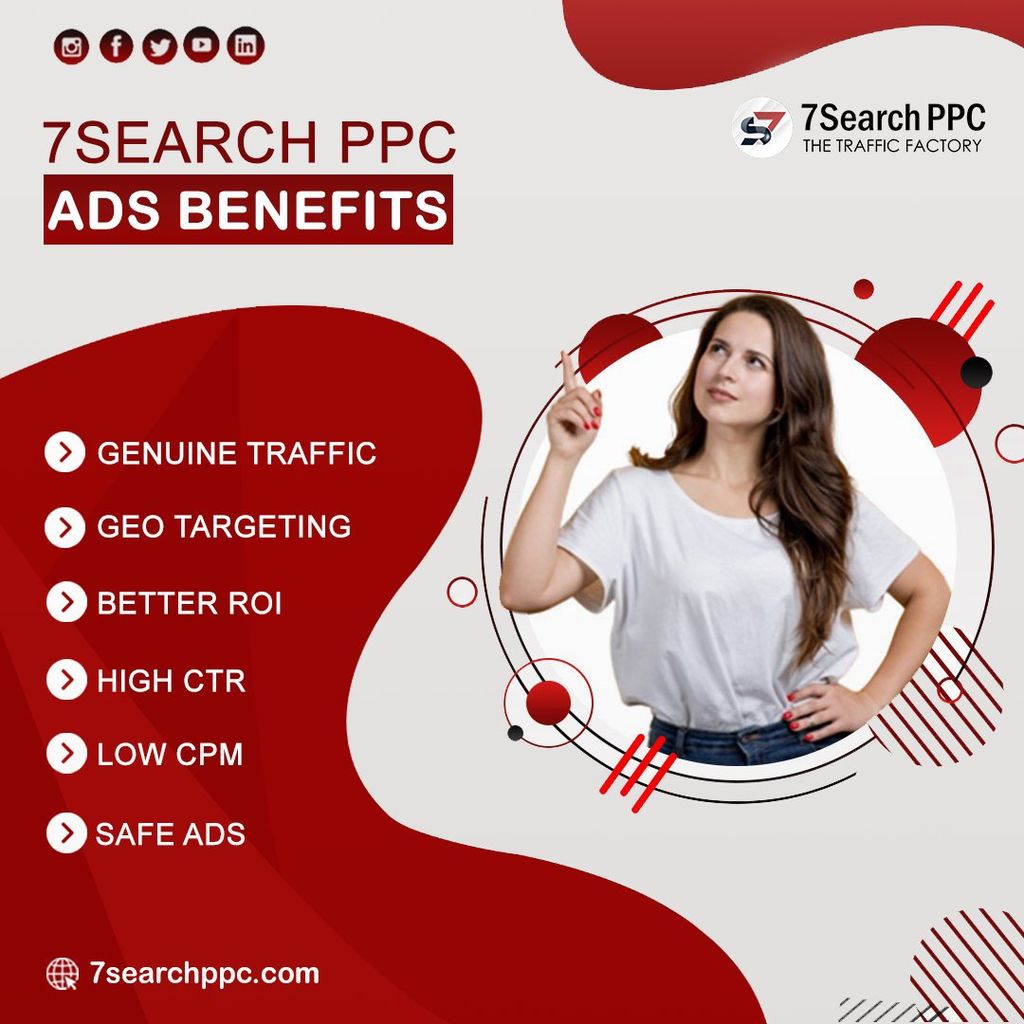 7SEARCH PPC
ADS BENEFITS
S7 7Search PPC
THE TRAFFIC FACTORY
GENUINE TRAFFIC
GEO TARGETING
BETTER ROI
HIGH CTR
LOW CPM
SAFE ADS
7searchppc.com